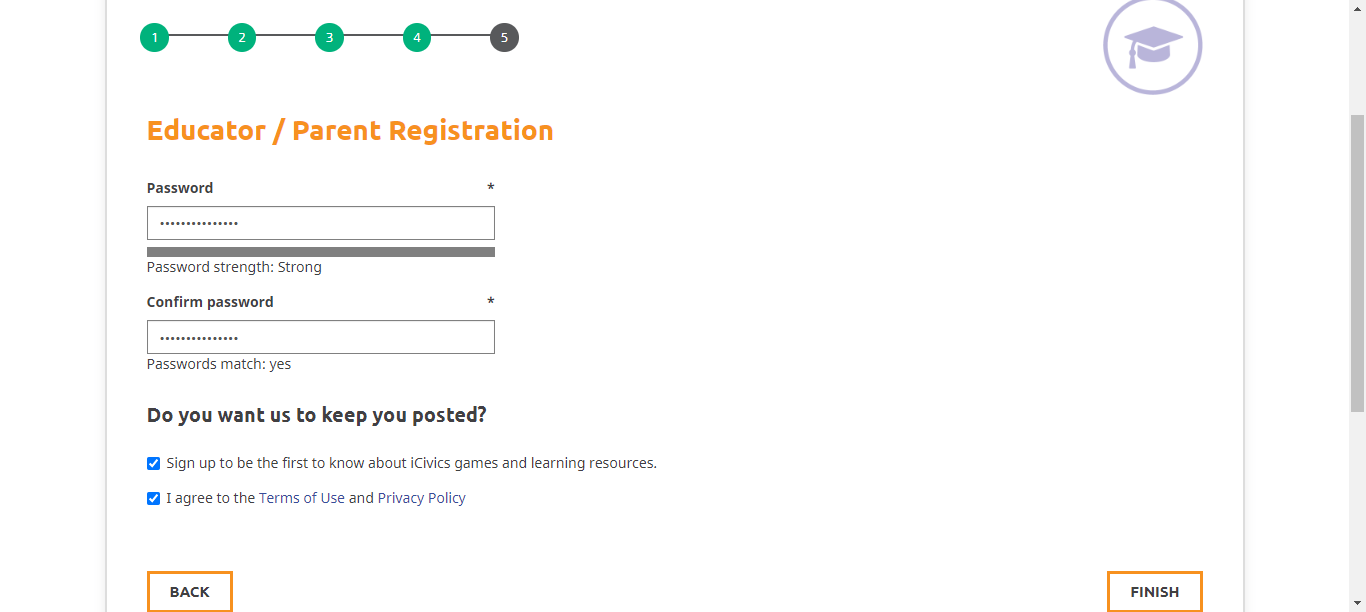 1 2 3 4 5
Educator / Parent Registration
Password *
•••••••••••••••
Password strength: Strong
Confirm password *
•••••••••••••••
Passwords match: yes
Do you want us to keep you posted?
Sign up to be the first to know about iCivics games and learning resources.
I agree to the Terms of Use and Privacy Policy
BACK FINISH